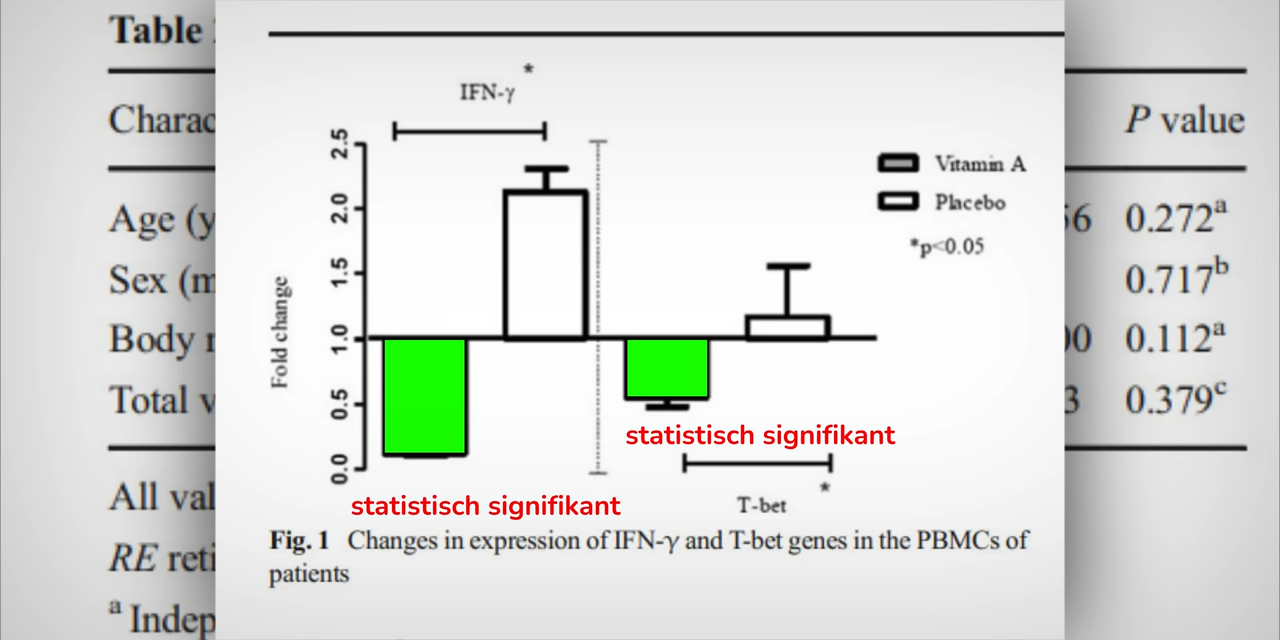 Table
Charac
P value
Age (y
56 0.272a
Sex (m
0.717b
Body
00 0.112a
Total v
3 0.379c
All val
RE reti
a Indep
IFN-γ *
2.5
2.0
1.5
1.0
0.5
0.0
Fold change
Vitamin A
Placebo
*p<0.05
statistisch signifikant
statistisch signifikant
*
T-bet
Fig. 1 Changes in expression of IFN-γ and T-bet genes in the PBMCs of
patients